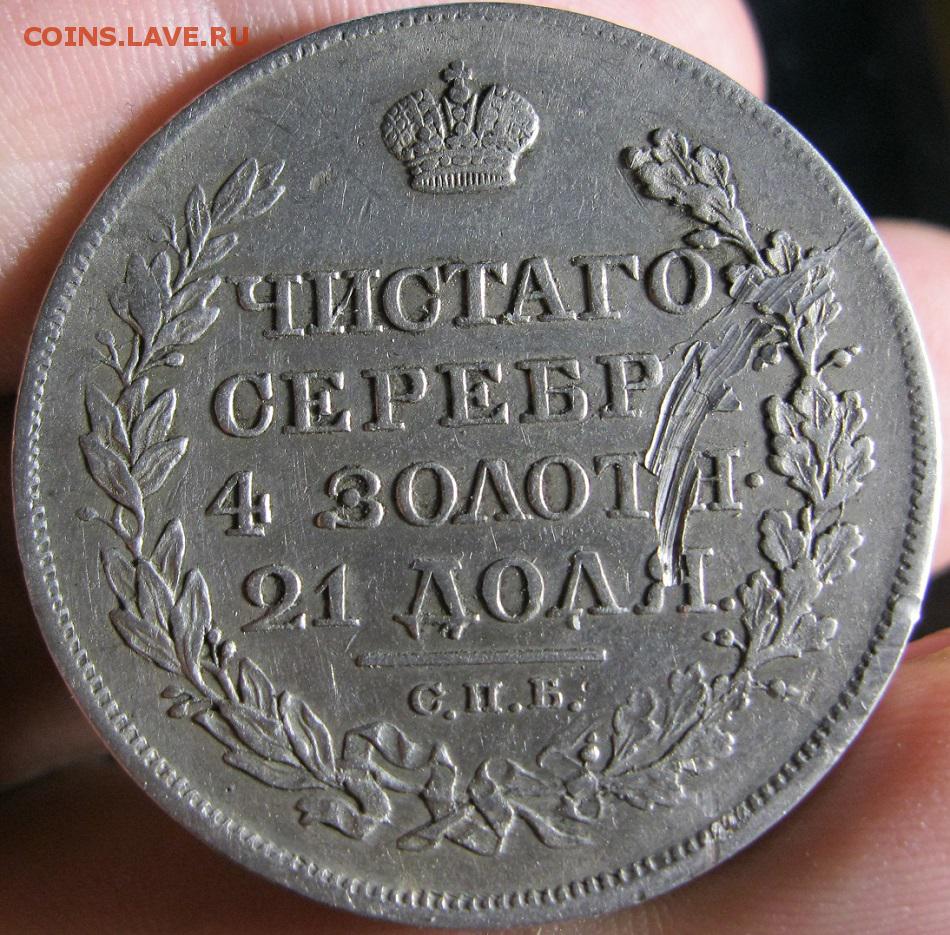 COINS.LAVE.RU
ЧИСТАГО
СЕРЕБР
4 ЗОЛОТН.
21 ДОЛЯ.
С.П.Б: